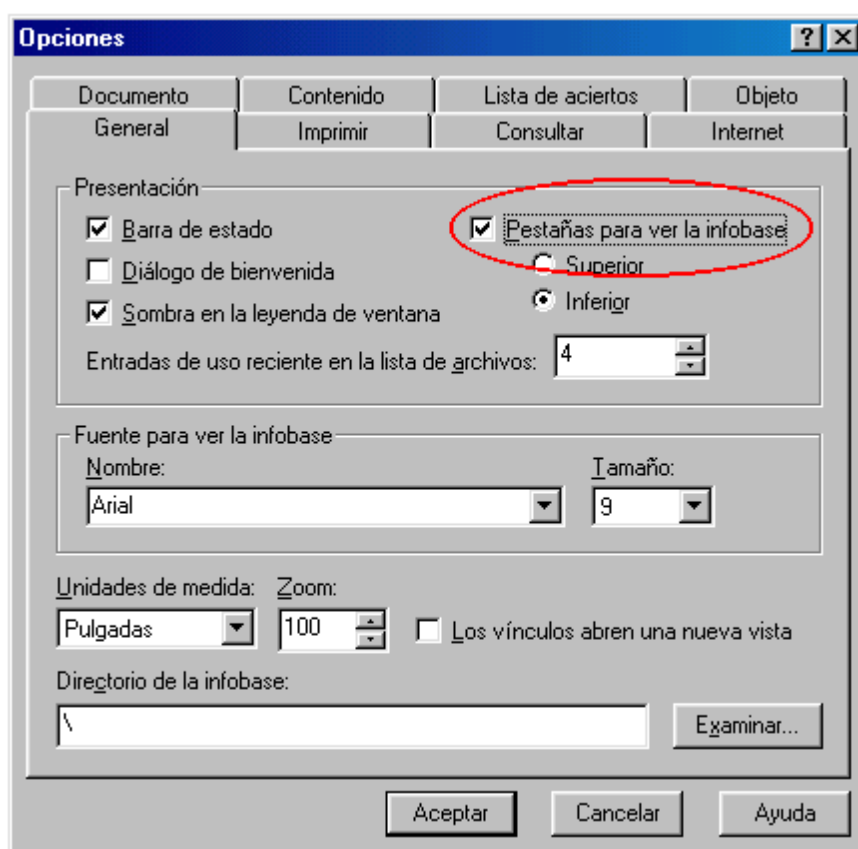 Opciones
Documento Contenido Lista de aciertos Objeto
General Imprimir Consultar Internet
Presentación
Barra de estado Pestañas para ver la infobase
Diálogo de bienvenida Superior
Sombra en la leyenda de ventana Inferior
Entradas de uso reciente en la lista de archivos: 4
Fuente para ver la infobase
Nombre: Tamaño:
Arial 9
Unidades de medida: Zoom:
Pulgadas 100 Los vínculos abren una nueva vista
Directorio de la infobase:
\ Examinar...
Aceptar Cancelar Ayuda